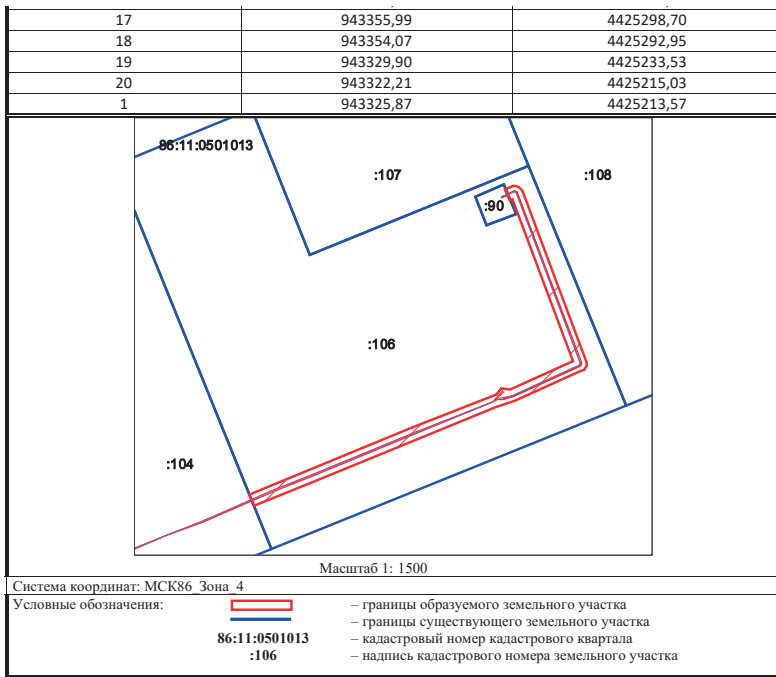 17 943355,99 4425298,70
18 943354,07 4425292,95
19 943329,90 4425233,53
20 943322,21 4425215,03
1 943325,87 4425213,57
86:11:0501013
:107
:108
:90
:106
:104
Масштаб 1: 1500
Система координат: МСК86_Зона_4
Условные обозначения:
– границы образуемого земельного участка
– границы существующего земельного участка
86:11:0501013 – кадастровый номер кадастрового квартала
:106 – надпись кадастрового номера земельного участка